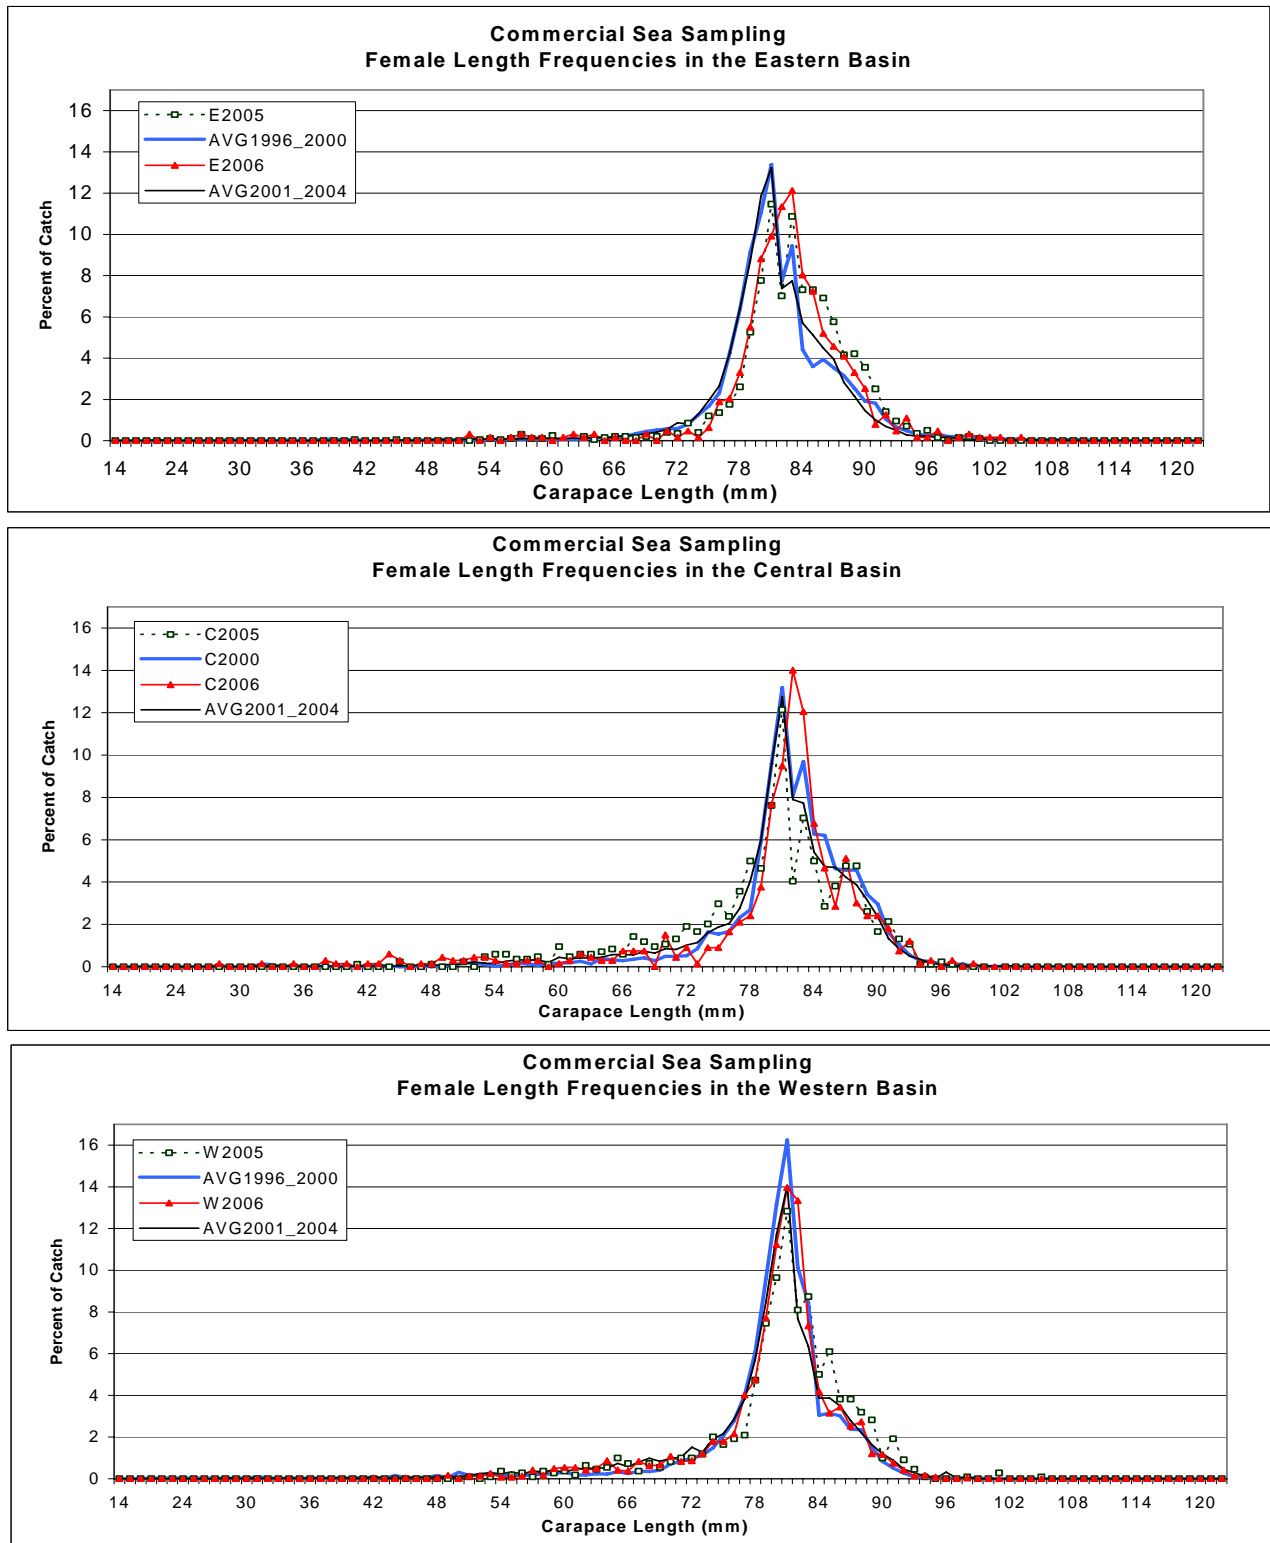 Commercial Sea Sampling
Female Length Frequencies in the Eastern Basin
Percent of Catch
16
14
12
10
8
6
4
2
0
E2005
AVG1996_2000
E2006
AVG2001_2004
14 24 30 36 42 48 54 60 66 72 78 84 90 96 102 108 114 120
Carapace Length (mm)
Commercial Sea Sampling
Female Length Frequencies in the Central Basin
Percent of Catch
16
14
12
10
8
6
4
2
0
C2005
C2000
C2006
AVG2001_2004
14 24 30 36 42 48 54 60 66 72 78 84 90 96 102 108 114 120
Carapace Length (mm)
Commercial Sea Sampling
Female Length Frequencies in the Western Basin
Percent of Catch
16
14
12
10
8
6
4
2
0
W2005
AVG1996_2000
W2006
AVG2001_2004
14 24 30 36 42 48 54 60 66 72 78 84 90 96 102 108 114 120
Carapace Length (mm)